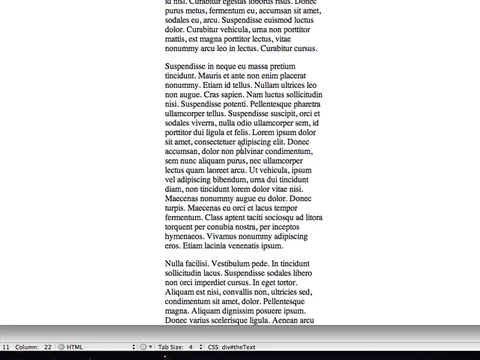 id nisl. Curabitur egestas lobortis risus. Donec
purus metus, fermentum eu, accumsan sit amet,
sodales eu, arcu. Suspendisse euismod luctus
dolor. Curabitur vehicula, urna non porttitor
mattis, est magna porttitor lectus, vitae
nonummy arcu leo in lectus. Curabitur cursus.
Suspendisse in neque eu massa pretium
tincidunt. Mauris et ante non enim placerat
nonummy. Etiam id tellus. Nullam ultrices leo
non augue. Cras sapien. Nam luctus sollicitudin
nisi. Suspendisse potenti. Pellentesque pharetra
ullamcorper tellus. Suspendisse suscipit, orci et
sodales viverra, nulla odio ullamcorper sem, id
porttitor dui ligula et felis. Lorem ipsum dolor
sit amet, consectetuer adipiscing elit. Donec
accumsan, dolor non pulvinar condimentum,
sem nunc aliquam purus, nec ullamcorper
lectus quam laoreet arcu. Ut vehicula, ipsum
vel adipiscing bibendum, urna dui tincidunt
diam, non tincidunt lorem dolor vitae nisi.
Maecenas nonummy augue eu dolor. Donec
turpis. Maecenas eu orci et lacus tempor
fermentum. Class aptent taciti sociosqu ad litora
torquent per conubia nostra, per inceptos
hymenaeos. Vivamus nonummy adipiscing
eros. Etiam lacinia venenatis ipsum.
Nulla facilisi. Vestibulum pede. In tincidunt
sollicitudin lacus. Suspendisse sodales libero
non orci imperdiet cursus. In eget tortor.
Aliquam est nisi, convallis non, ultricies sed,
condimentum sit amet, dolor. Pellentesque
magna. Aliquam dignissim posuere ipsum.
Donec varius scelerisque ligula. Aenean arcu
11 Column: 22 Tab Size: 4 CSS: div#theText